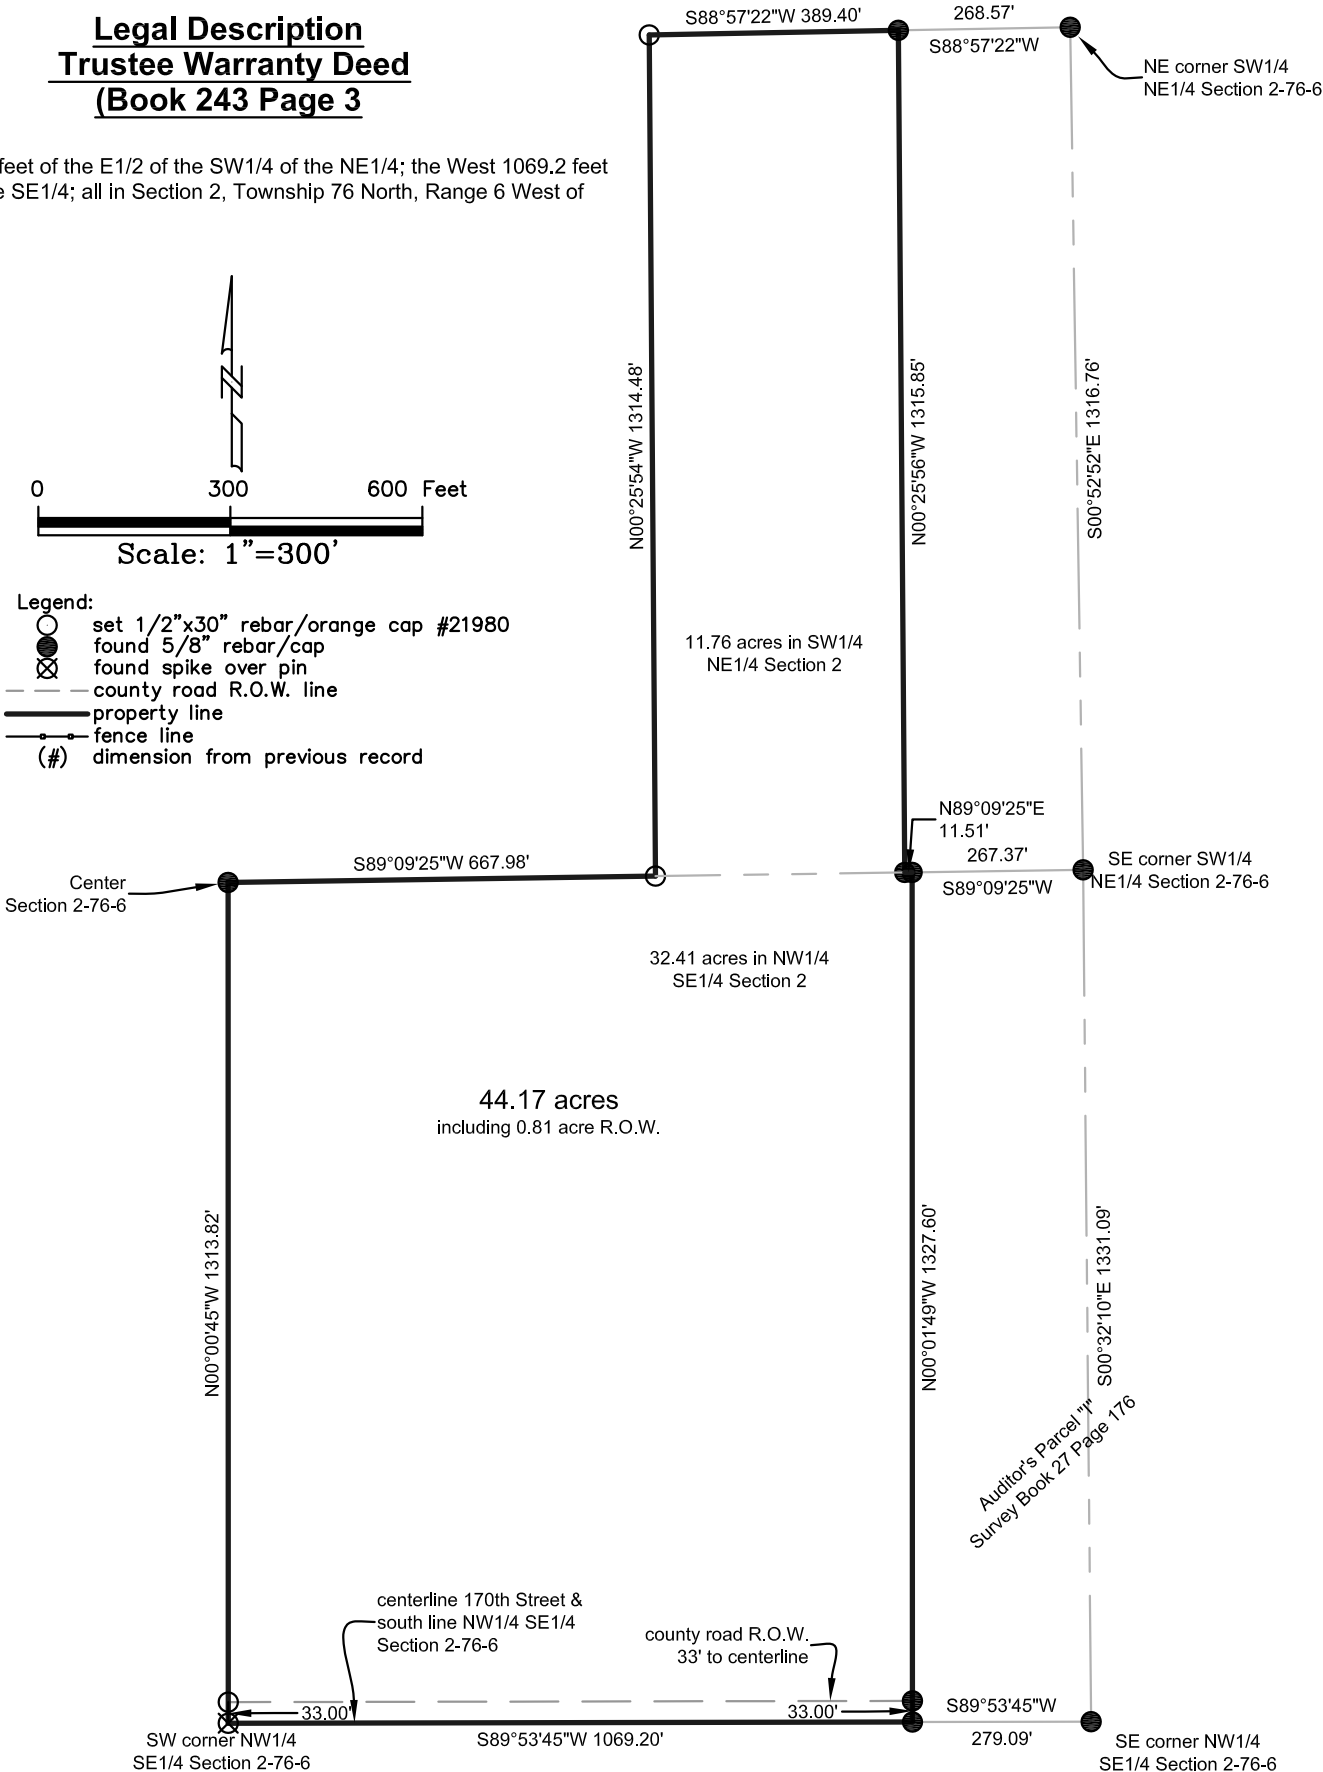 Legal Description
Trustee Warranty Deed
(Book 243 Page 3
feet of the E1/2 of the SW1/4 of the NE1/4; the West 1069.2 feet
e SE1/4; all in Section 2, Township 76 North, Range 6 West of
S88°57'22"W 389.40'
268.57'
S88°57'22"W
NE corner SW1/4
NE1/4 Section 2-76-6
N
0 300 600 Feet
Scale: 1"=300'
Legend:
set 1/2"x30" rebar/orange cap #21980
found 5/8" rebar/cap
found spike over pin
county road R.O.W. line
property line
fence line
(#) dimension from previous record
N00°25'54"W 1314.48'
N00°25'56"W 1315.85'
S00°52'52"E 1316.76'
11.76 acres in SW1/4
NE1/4 Section 2
N89°09'25"E
11.51'
267.37'
S89°09'25"W
SE corner SW1/4
NE1/4 Section 2-76-6
S89°09'25"W 667.98'
Center
Section 2-76-6
32.41 acres in NW1/4
SE1/4 Section 2
44.17 acres
including 0.81 acre R.O.W.
N00°00'45"W 1313.82'
N00°01'49"W 1327.60'
S00°32'10"E 1331.09'
Auditor's Parcel "I"
Survey Book 27 Page 176
centerline 170th Street &
south line NW1/4 SE1/4
Section 2-76-6
county road R.O.W.
33' to centerline
33.00'
33.00'
S89°53'45"W
279.09'
S89°53'45"W 1069.20'
SW corner NW1/4
SE1/4 Section 2-76-6
SE corner NW1/4
SE1/4 Section 2-76-6